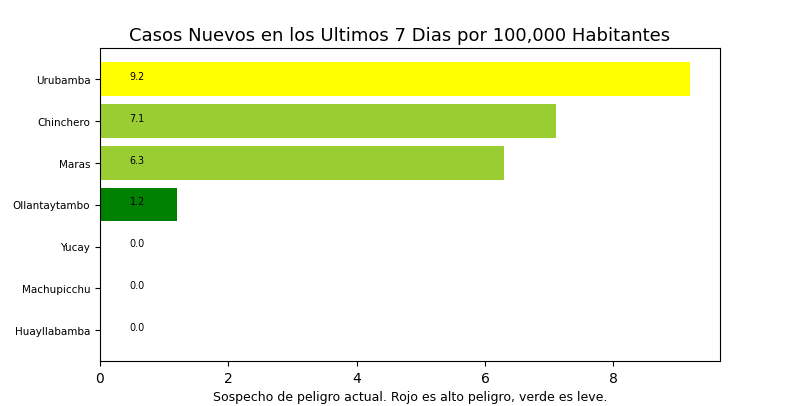 Casos Nuevos en los Ultimos 7 Dias por 100,000 Habitantes
Urubamba 9.2
Chinchero 7.1
Maras 6.3
Ollantaytambo 1.2
Yucay 0.0
Machupicchu 0.0
Huayllabamba 0.0
0 2 4 6 8
Sospecho de peligro actual. Rojo es alto peligro, verde es leve.